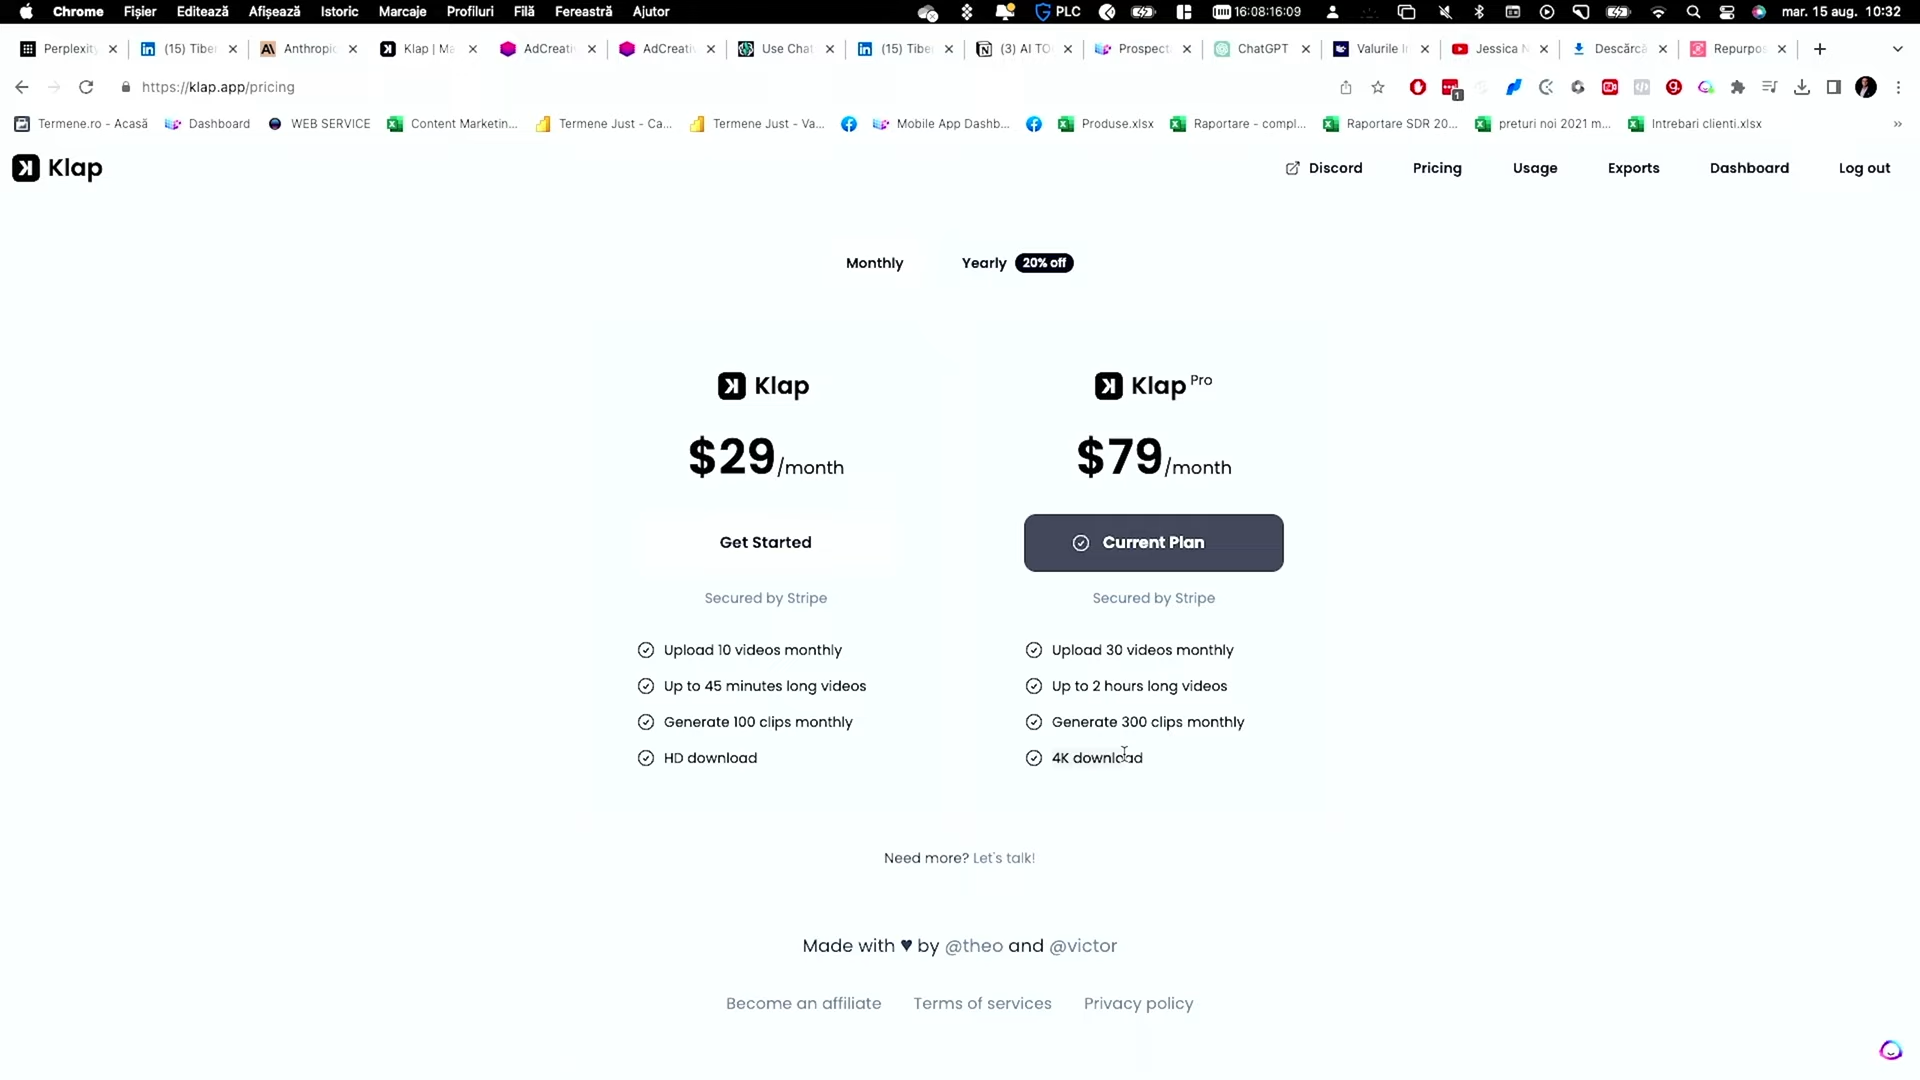 Chrome Fișier Editează Afișează Istoric Marcaje Profiluri Filă Fereastră Ajutor PLC 16:08:16:09 mar. 15 aug. 10:32
Perplexity (15) Tiber Anthropic Klap | Ma AdCreati AdCreati Use Chat (15) Tiber (3) AI TO Prospect ChatGPT Valurile Jessica N Descărcă Repurpos
https://klap.app/pricing
1
Termene.ro - Acasă Dashboard WEB SERVICE Content Marketin... Termene Just - Ca... Termene Just - Va... Mobile App Dashb... Produse.xlsx Raportare - compl... Raportare SDR 20... preturi noi 2021 m... Intrebari clienti.xlsx »
Klap Discord Pricing Usage Exports Dashboard Log out
Monthly Yearly 20% off
Klap Klap Pro
$29/month $79/month
Get Started Current Plan
Secured by Stripe Secured by Stripe
Upload 10 videos monthly Upload 30 videos monthly
Up to 45 minutes long videos Up to 2 hours long videos
Generate 100 clips monthly Generate 300 clips monthly
HD download 4K download
Need more? Let's talk!
Made with ♥ by @theo and @victor
Become an affiliate Terms of services Privacy policy